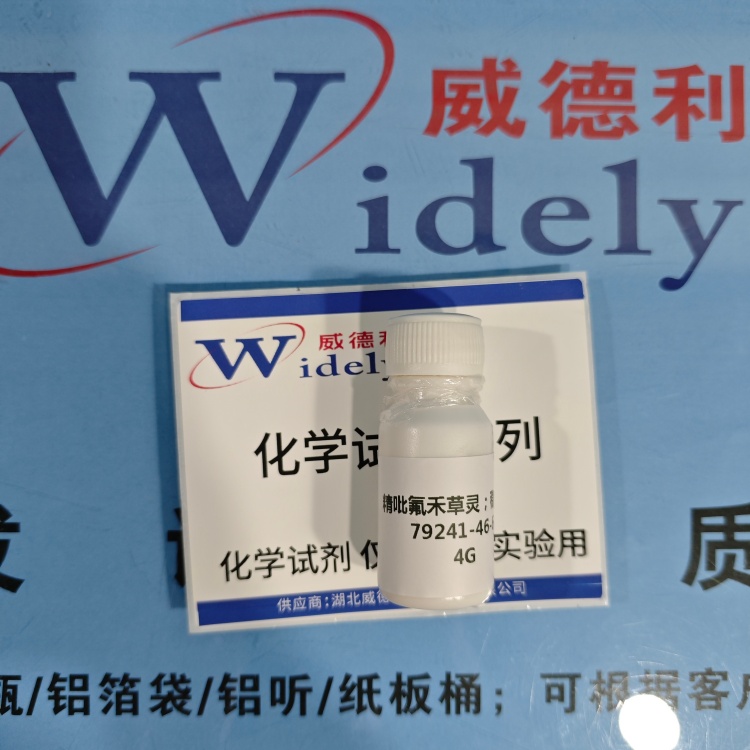 威德利
Widely
威德
Widely
化学试 列
精吡氟禾草灵：
79241-46-
4G
化学试剂 仅 实验用
供应商：湖北威德 公司
质
瓶/铝箔袋/铝听/纸板桶；可根据客户